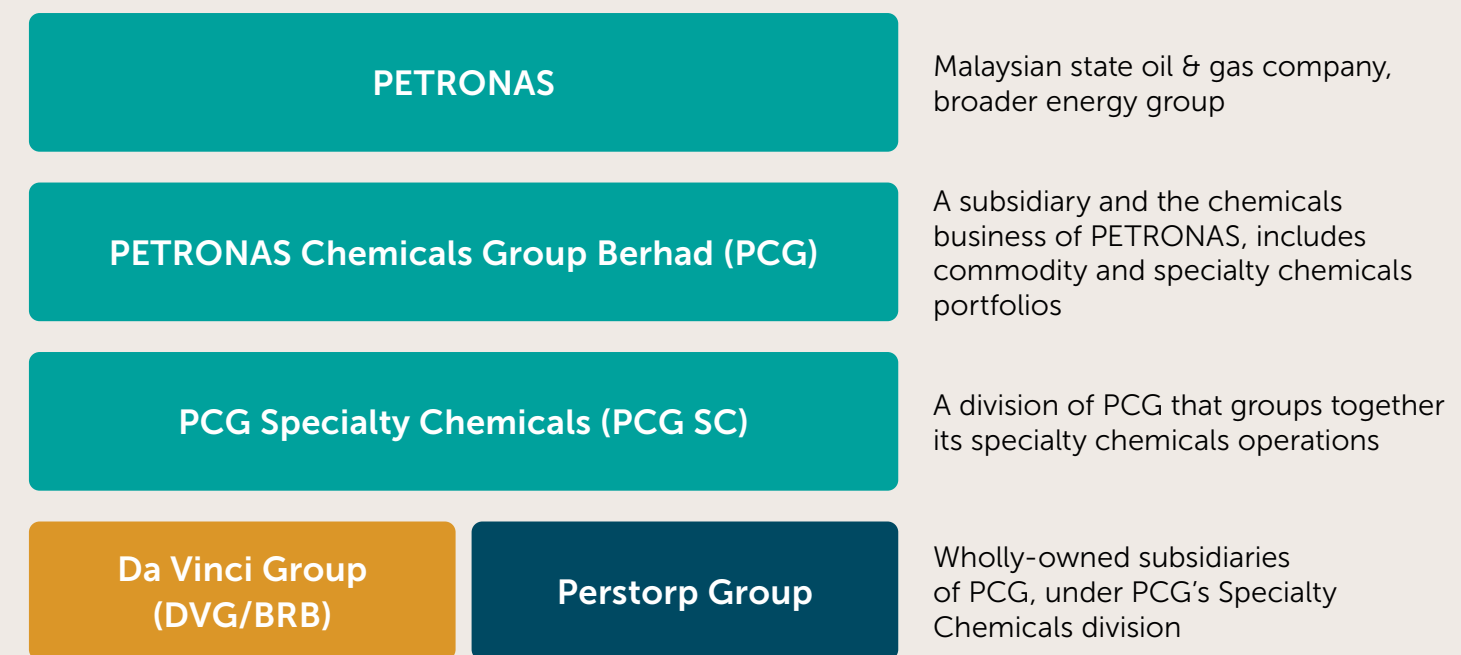 PETRONAS
Malaysian state oil & gas company,
broader energy group
PETRONAS Chemicals Group Berhad (PCG)
A subsidiary and the chemicals
business of PETRONAS, includes
commodity and specialty chemicals
portfolios
PCG Specialty Chemicals (PCG SC)
A division of PCG that groups together
its specialty chemicals operations
Da Vinci Group
(DVG/BRB)
Perstorp Group
Wholly-owned subsidiaries
of PCG, under PCG’s Specialty
Chemicals division